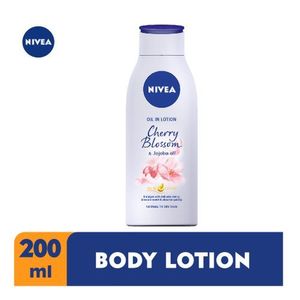 NIVEA
NIVEA
OIL IN LOTION
Cherry
Blossom
& Jojoba oil
200
ml
BODY LOTION